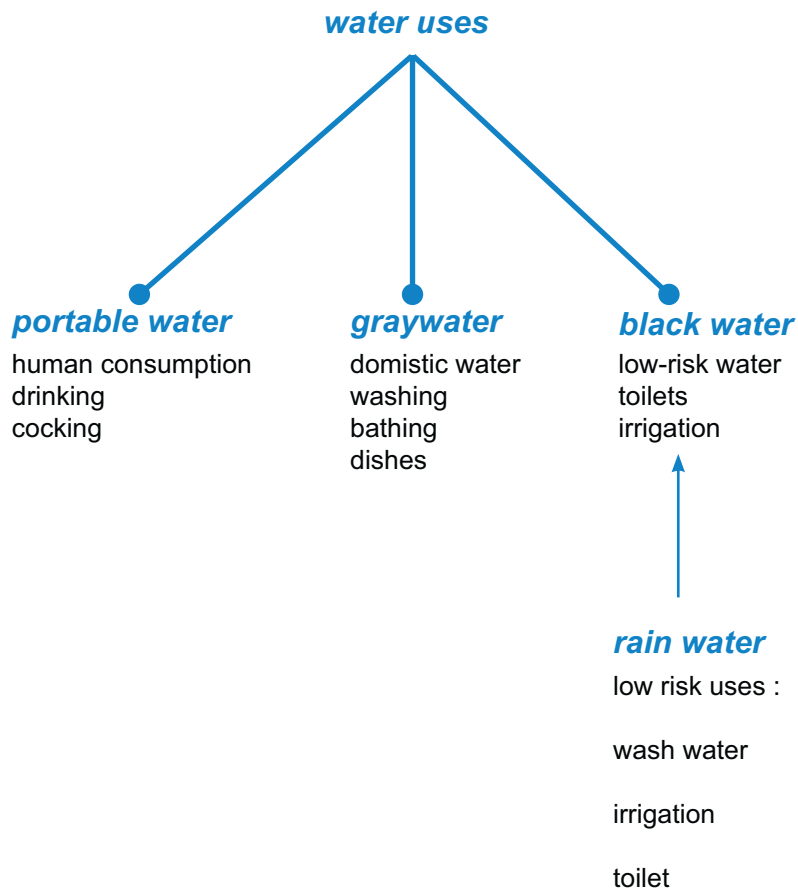 water uses
portable water
human consumption
drinking
cocking
graywater
domistic water
washing
bathing
dishes
black water
low-risk water
toilets
irrigation
rain water
low risk uses :
wash water
irrigation
toilet